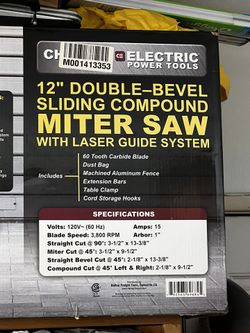 CH
CE
ELECTRIC
POWER TOOLS
M001413353
12" DOUBLE–BEVEL
SLIDING COMPOUND
MITER SAW
WITH LASER GUIDE SYSTEM
Includes
60 Tooth Carbide Blade
Dust Bag
Machined Aluminum Fence
Extension Bars
Table Clamp
Cord Storage Hooks
SPECIFICATIONS
Volts: 120V~ (60 Hz)
Amps: 15
Blade Speed: 3,800 RPM
Arbor: 1"
Straight Cut @ 90°: 3-1/2" x 13-3/8"
Miter Cut @ 45°: 3-1/2" x 9-1/2"
Straight Bevel Cut @ 45°: 2-1/8" x 13-3/8"
Compound Cut @ 45° Left & Right: 2-1/8" x 9-1/2"